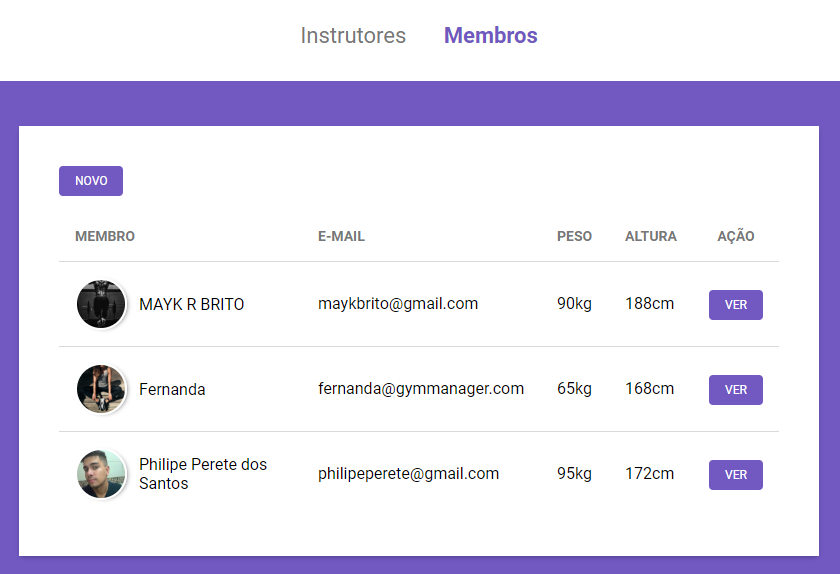 Instrutores Membros
NOVO
MEMBRO E-MAIL PESO ALTURA AÇÃO
MAYK R BRITO maykbrito@gmail.com 90kg 188cm VER
Fernanda fernanda@gymmanager.com 65kg 168cm VER
Philipe Perete dos
Santos philipeperete@gmail.com 95kg 172cm VER